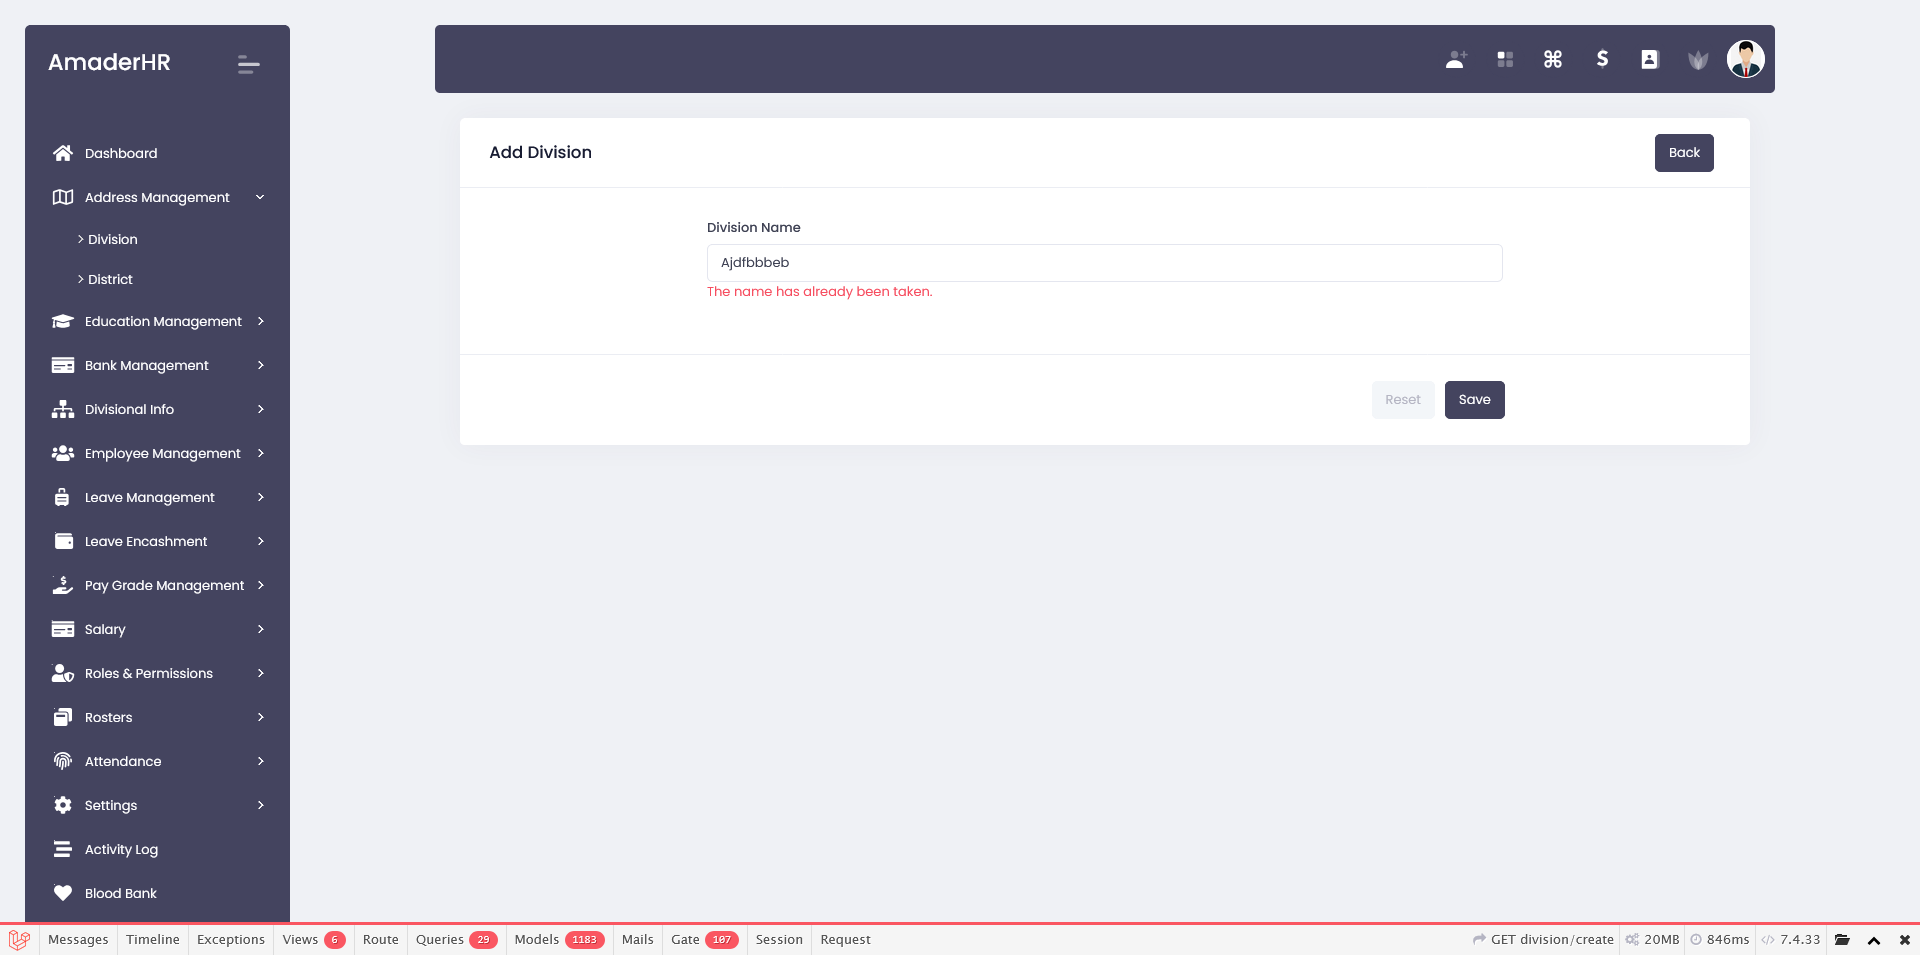 AmaderHR
Dashboard
Address Management
Division
District
Education Management
Bank Management
Divisional Info
Employee Management
Leave Management
Leave Encashment
Pay Grade Management
Salary
Roles & Permissions
Rosters
Attendance
Settings
Activity Log
Blood Bank
Add Division
Back
Division Name
Ajdfbbbeb
The name has already been taken.
Reset
Save
Messages Timeline Exceptions Views 6 Route Queries 29 Models 1183 Mails Gate 107 Session Request GET division/create 20MB 846ms 7.4.33